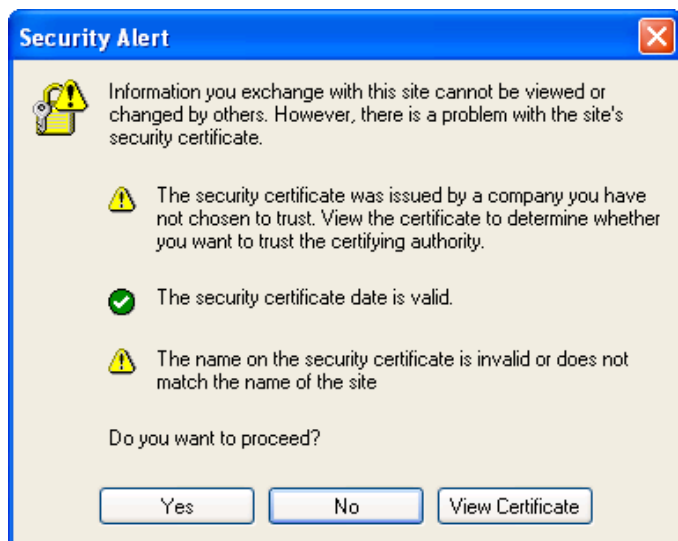 Security Alert
Information you exchange with this site cannot be viewed or
changed by others. However, there is a problem with the site's
security certificate.
The security certificate was issued by a company you have
not chosen to trust. View the certificate to determine whether
you want to trust the certifying authority.
The security certificate date is valid.
The name on the security certificate is invalid or does not
match the name of the site
Do you want to proceed?
Yes No View Certificate